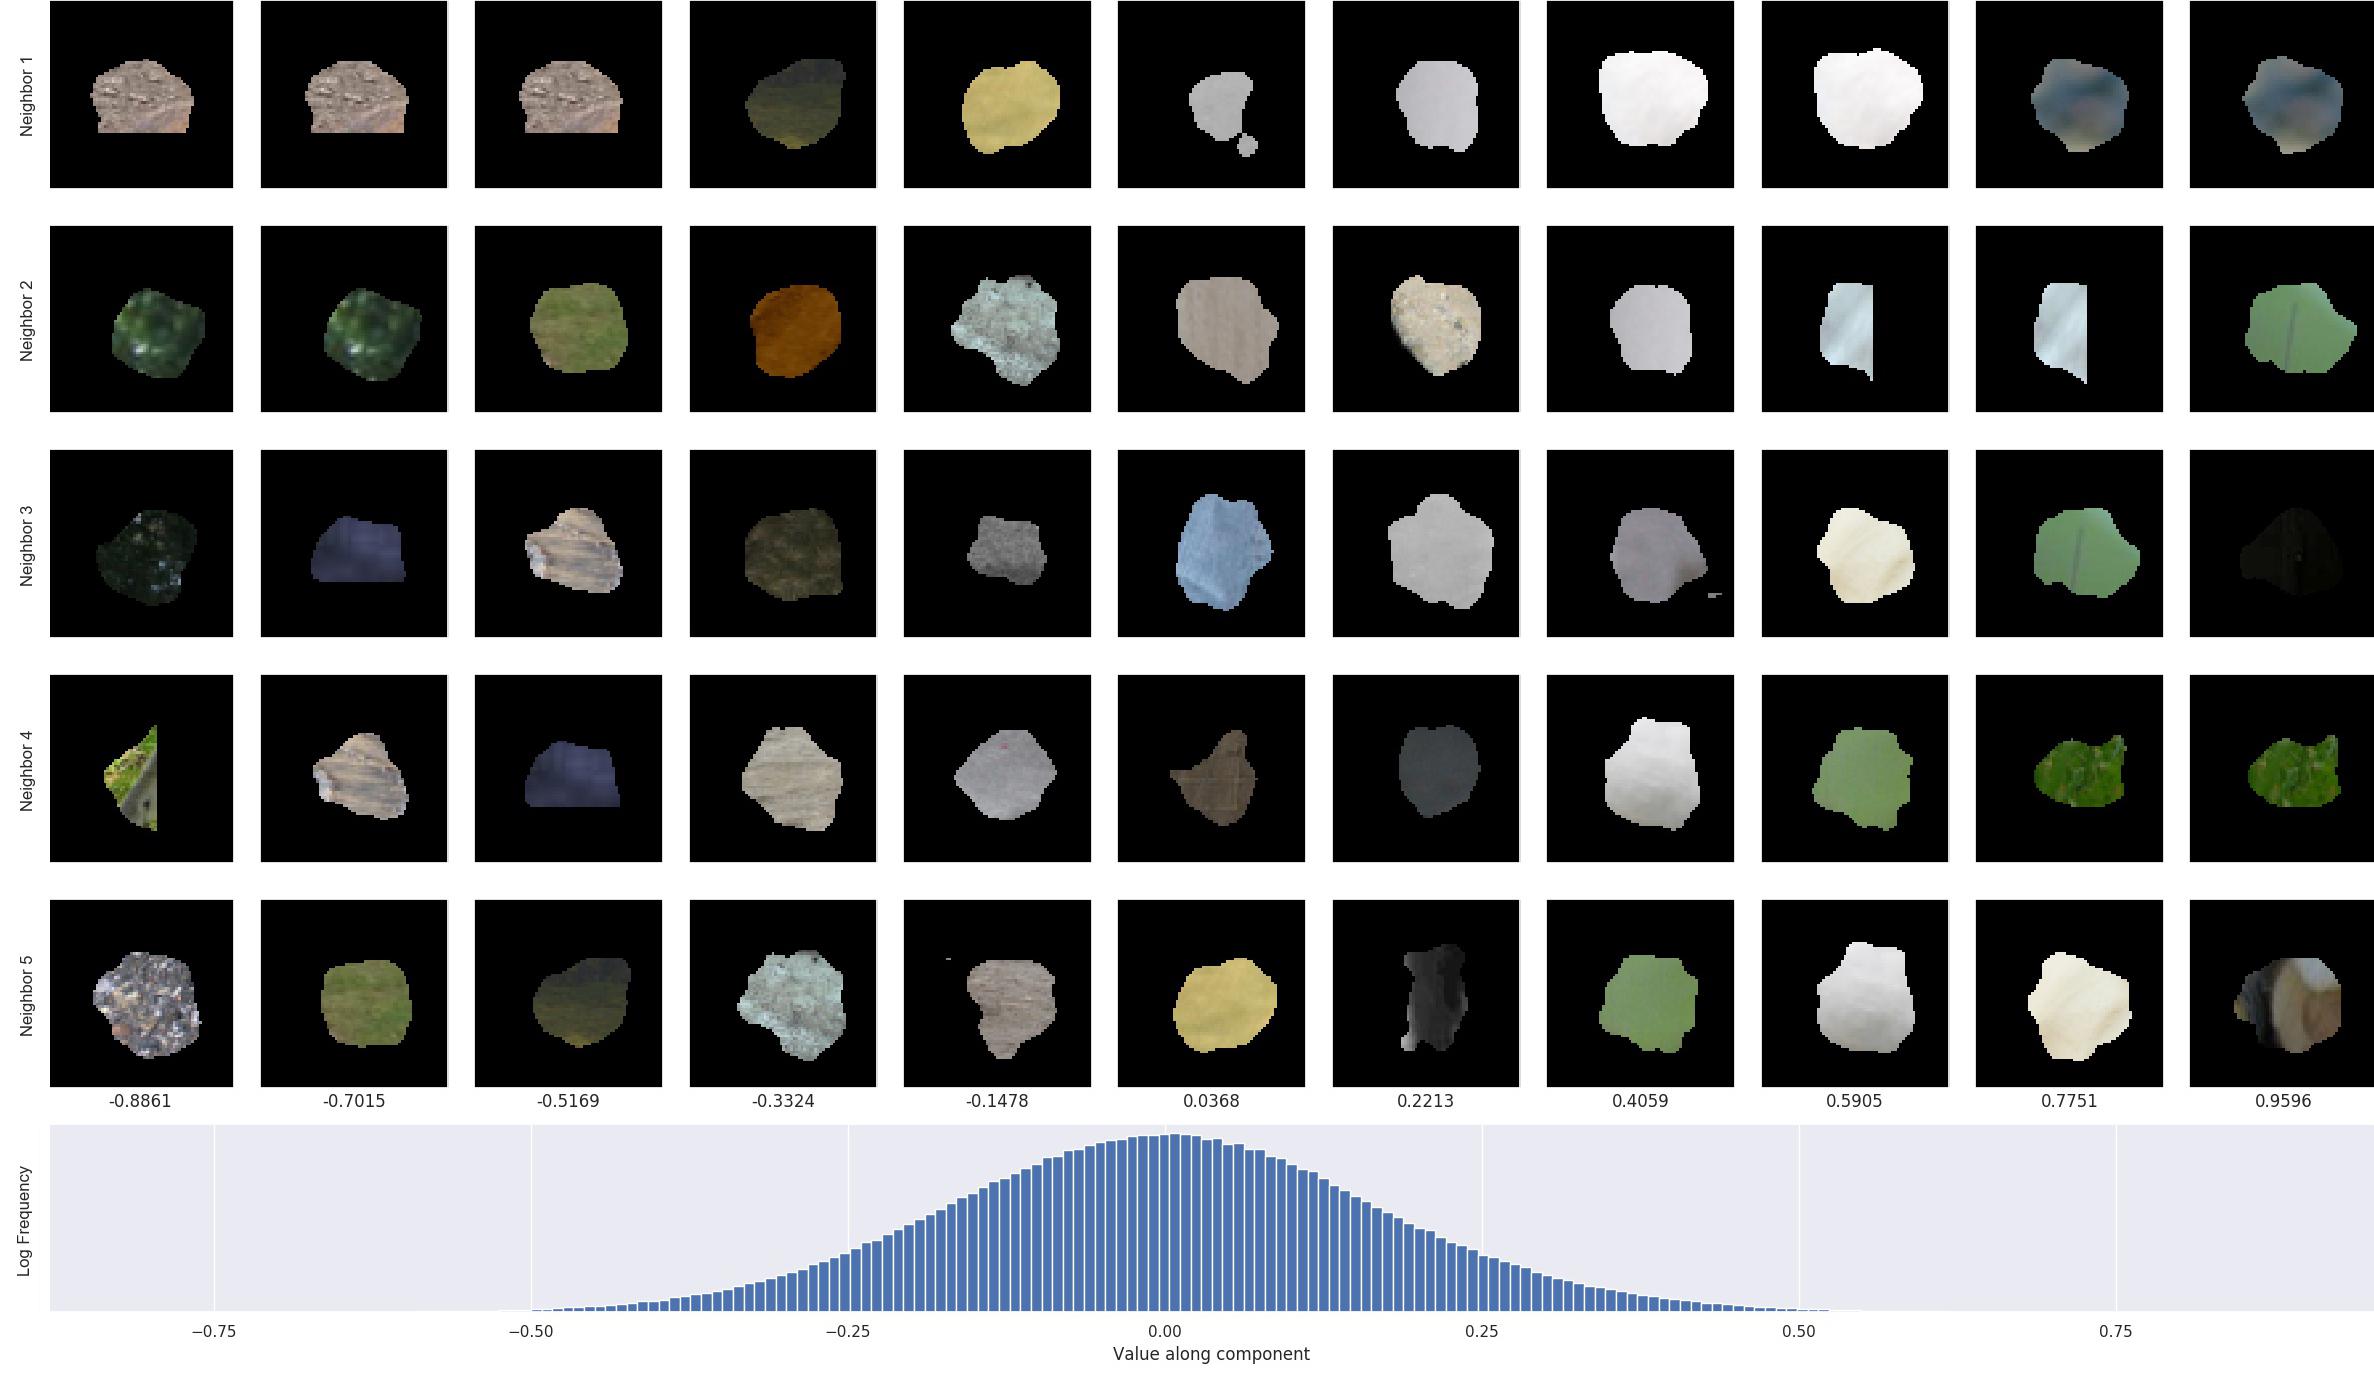 Neighbor 1
Neighbor 2
Neighbor 3
Neighbor 4
Neighbor 5
-0.8861 -0.7015 -0.5169 -0.3324 -0.1478 0.0368 0.2213 0.4059 0.5905 0.7751 0.9596
Log Frequency
−0.75 −0.50 −0.25 0.00 0.25 0.50 0.75
Value along component